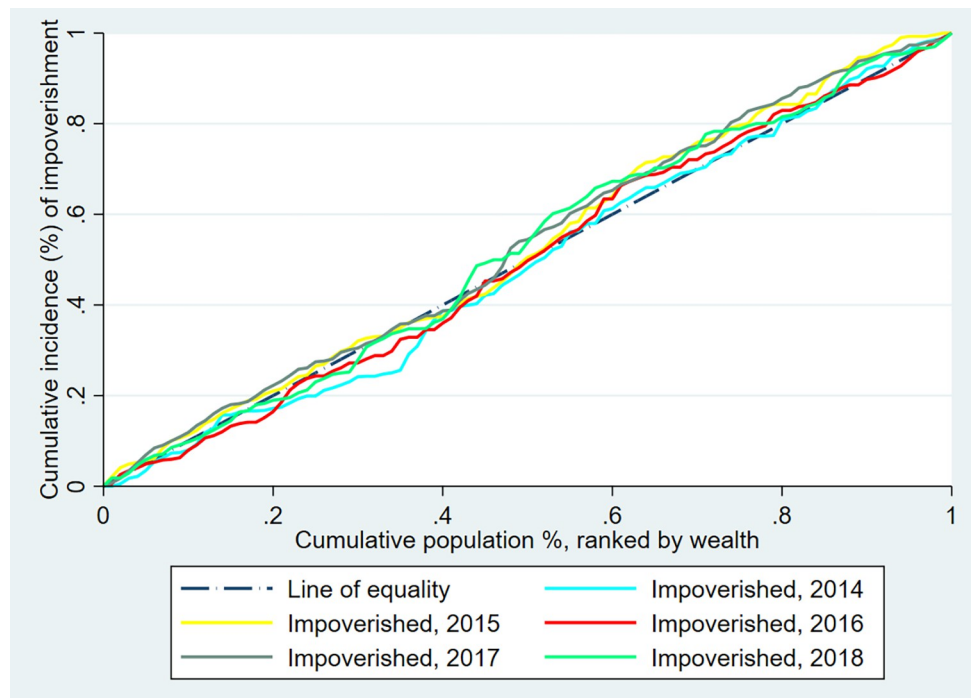 Cumulative incidence (%) of impoverishment
1
.8
.6
.4
.2
0
0 .2 .4 .6 .8 1
Cumulative population %, ranked by wealth
Line of equality Impoverished, 2014
Impoverished, 2015 Impoverished, 2016
Impoverished, 2017 Impoverished, 2018